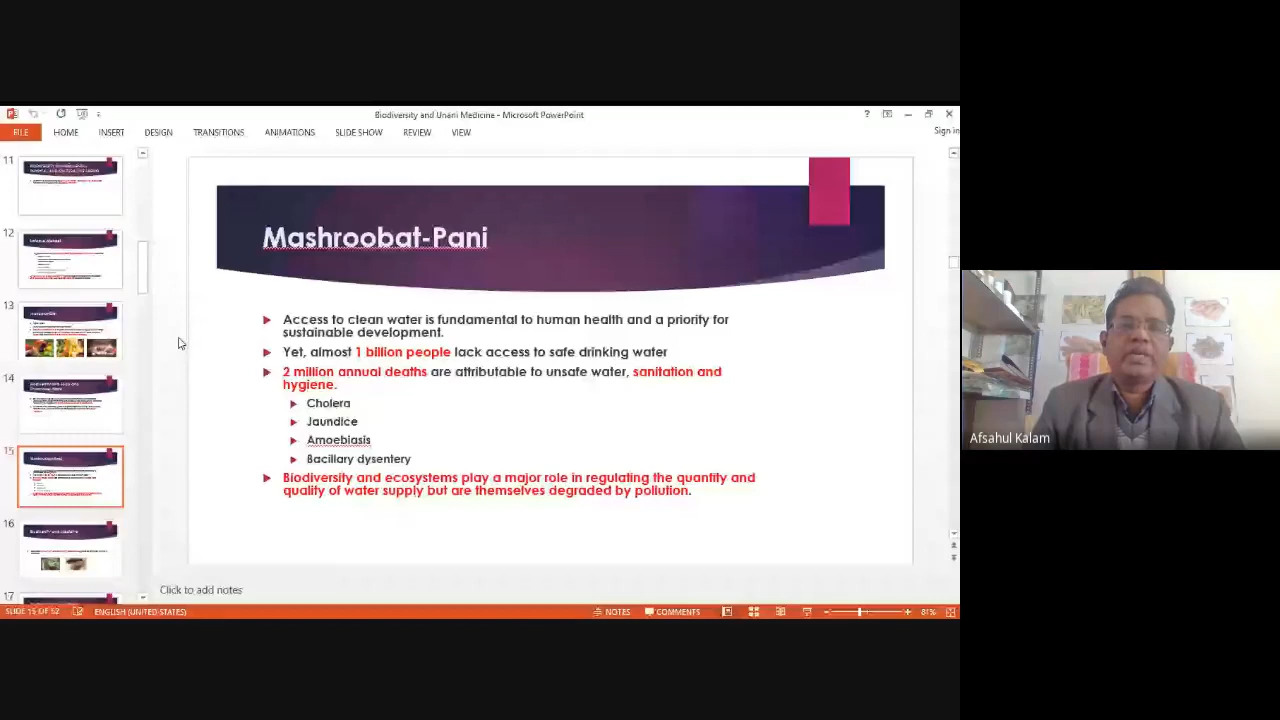 Biodiversity and Unani Medicine - Microsoft PowerPoint
FILE HOME INSERT DESIGN TRANSITIONS ANIMATIONS SLIDE SHOW REVIEW VIEW
Sign in
11
12
13
14
15
16
17
Mashroobat-Pani
Access to clean water is fundamental to human health and a priority for
sustainable development.
Yet, almost 1 billion people lack access to safe drinking water
2 million annual deaths are attributable to unsafe water, sanitation and
hygiene.
Cholera
Jaundice
Amoebiasis
Bacillary dysentery
Biodiversity and ecosystems play a major role in regulating the quantity and
quality of water supply but are themselves degraded by pollution.
Click to add notes
SLIDE 15 OF 52 ENGLISH (UNITED STATES) NOTES COMMENTS 81%
Afsahul Kalam